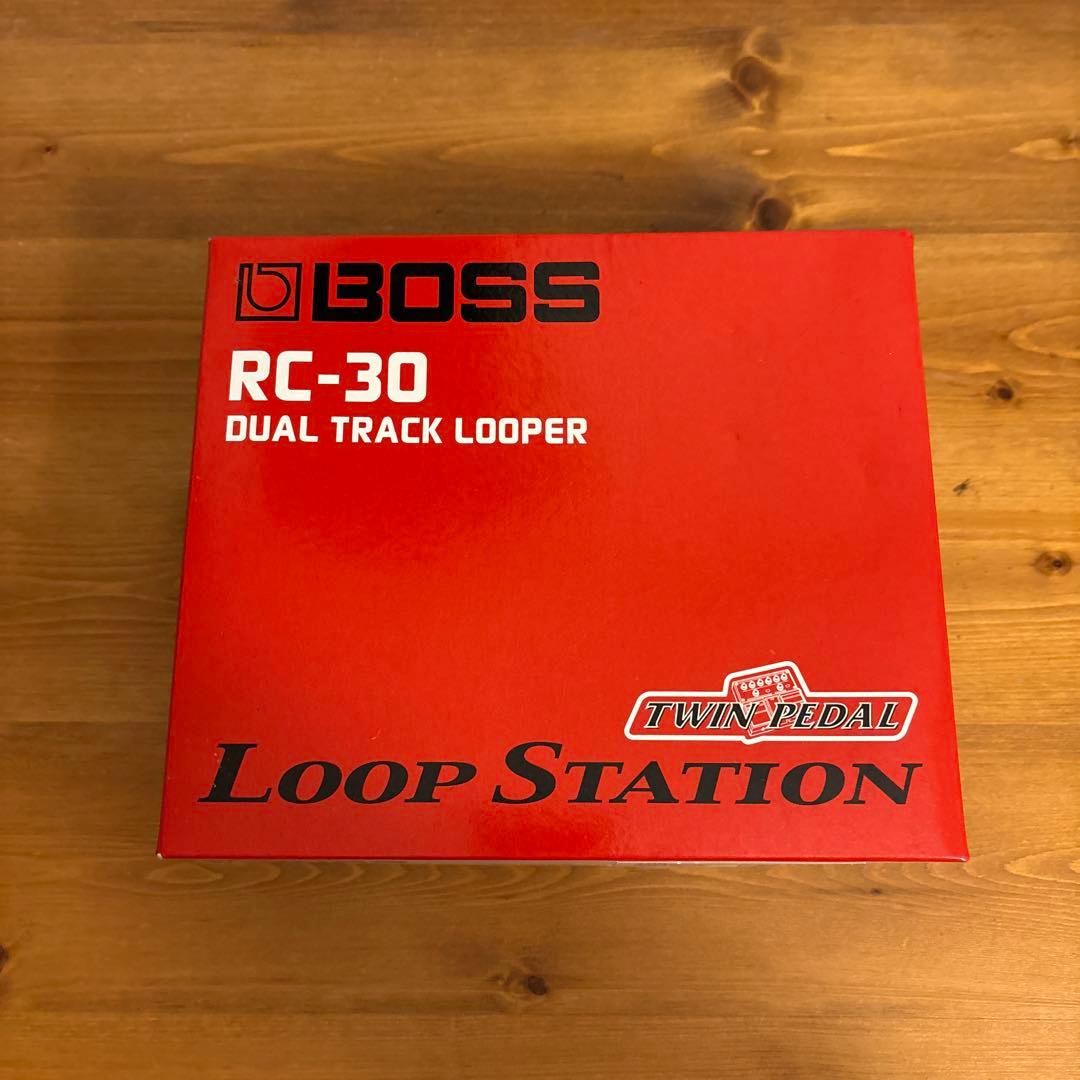 BOSS
RC-30
DUAL TRACK LOOPER
TWIN PEDAL
LOOP STATION